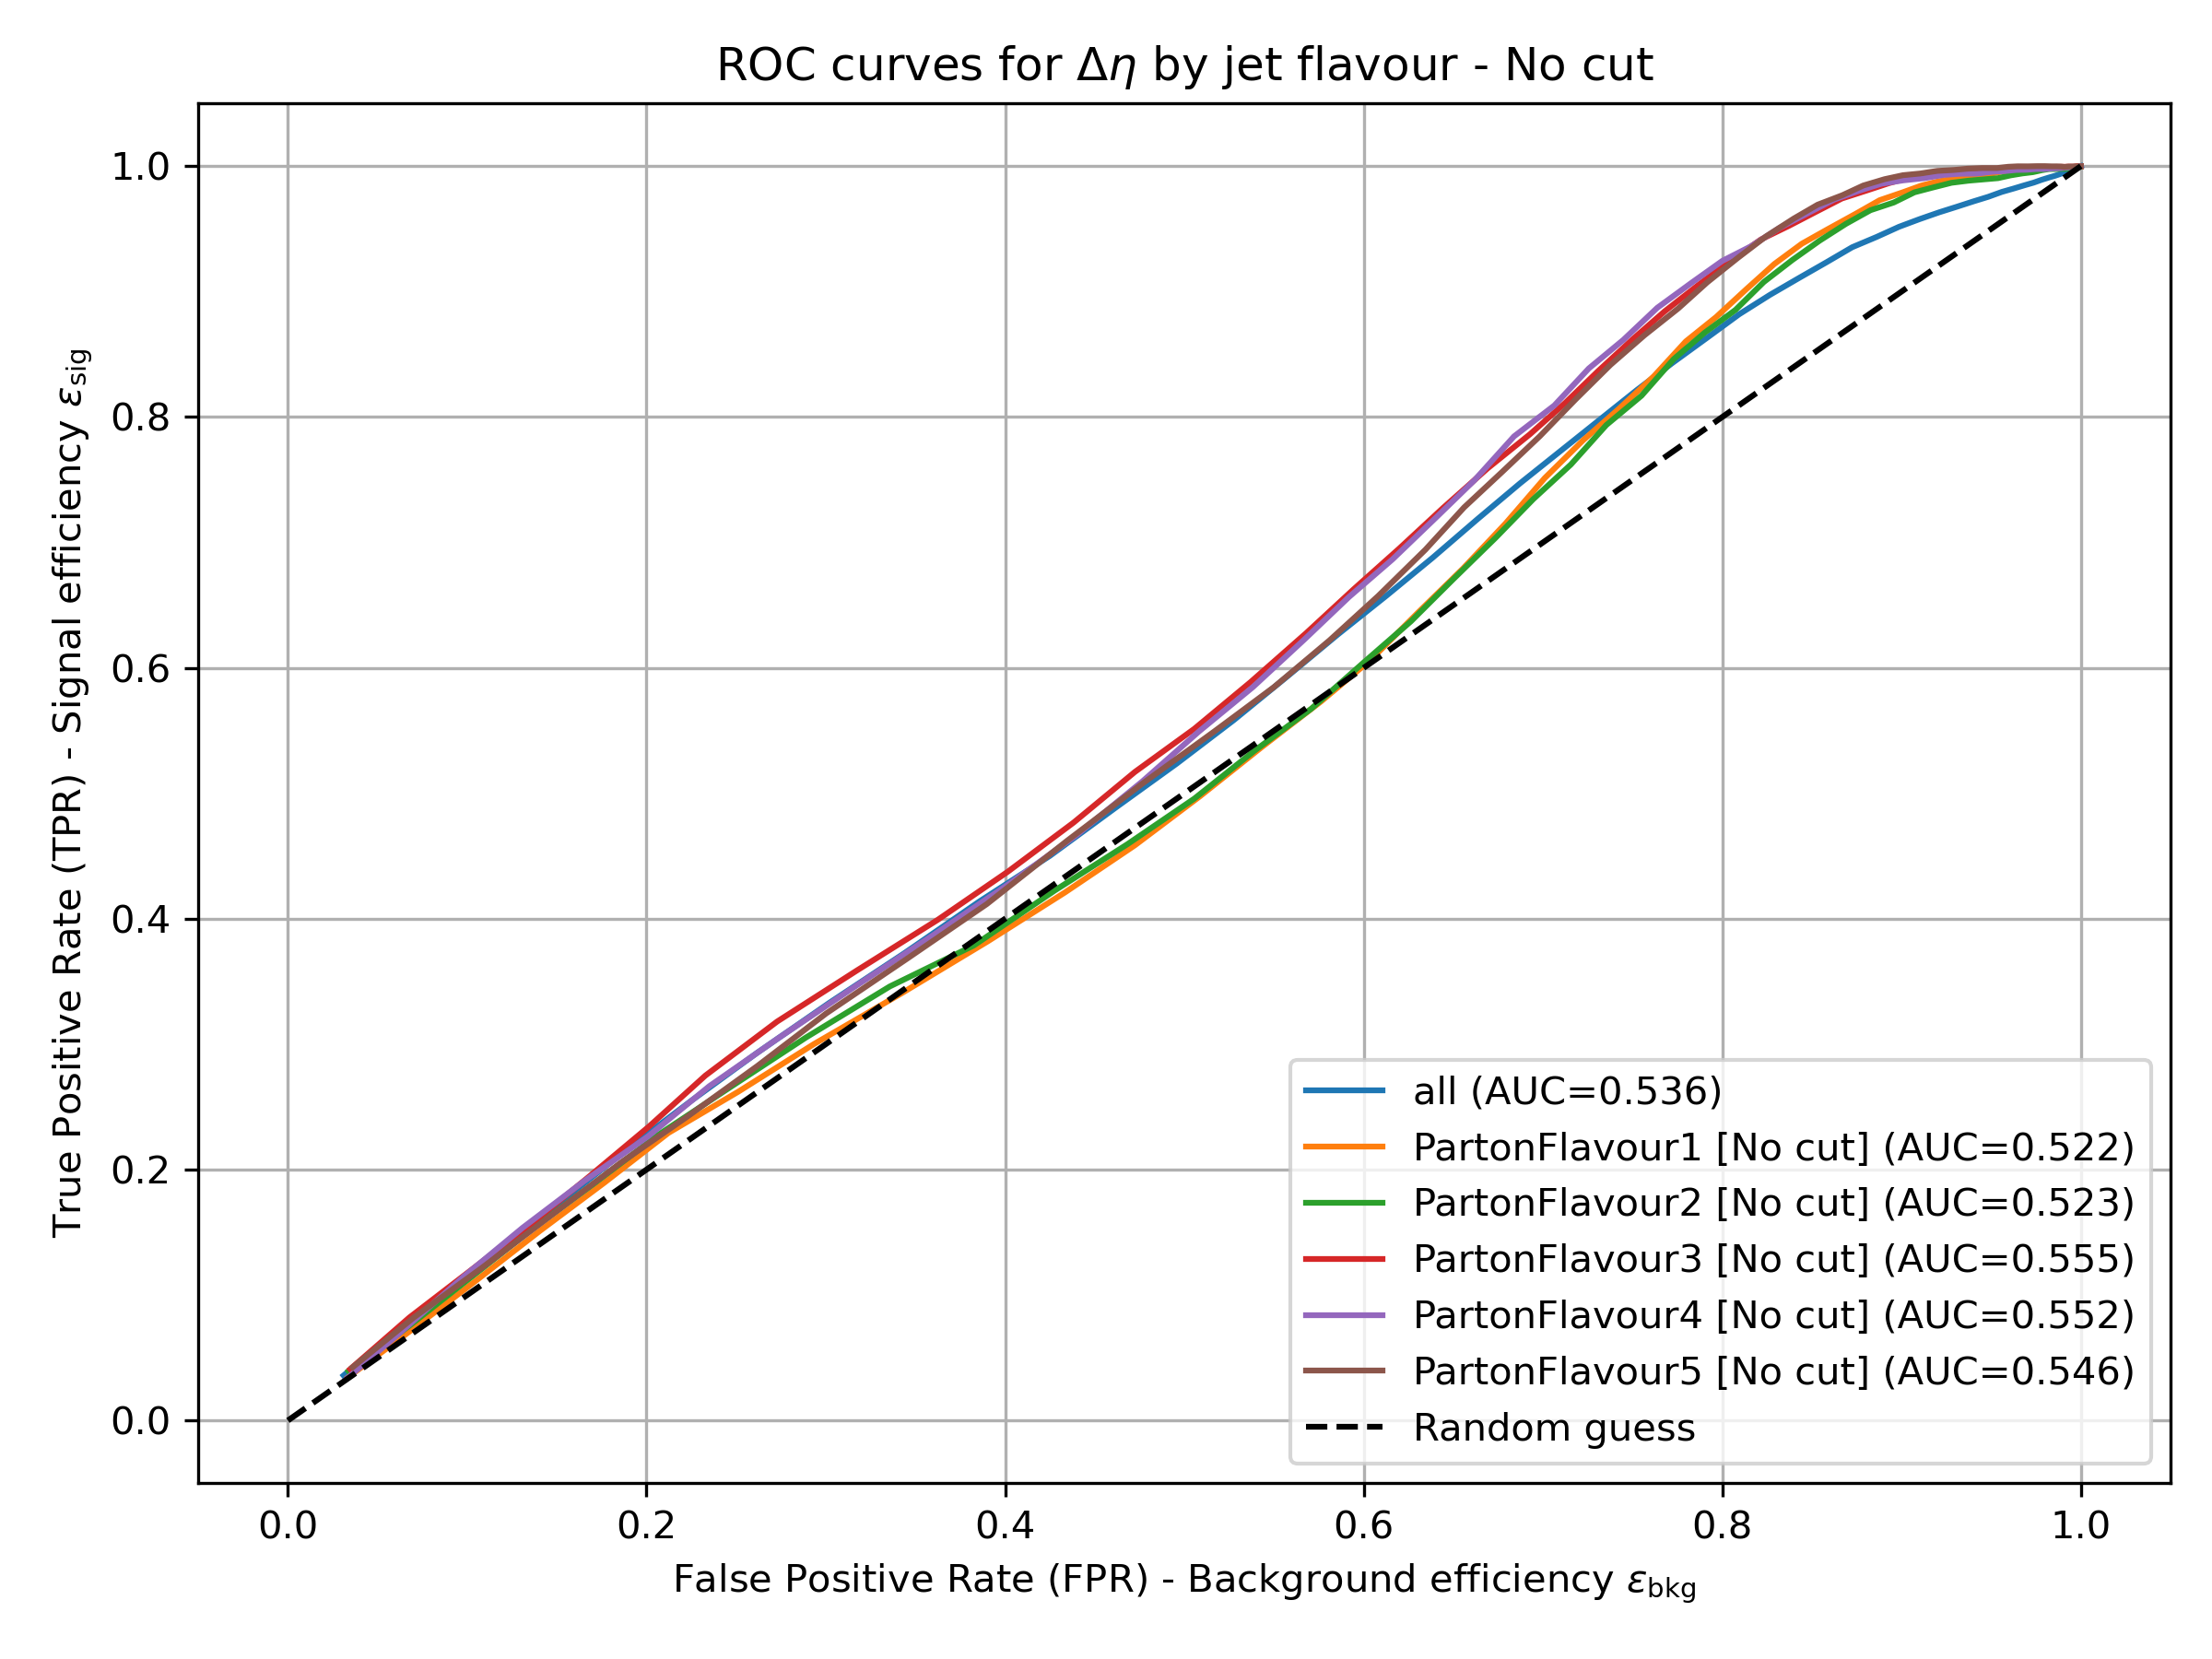 ROC curves for Δη by jet flavour - No cut
True Positive Rate (TPR) - Signal efficiency ε_sig
1.0
0.8
0.6
0.4
0.2
0.0
all (AUC=0.536)
PartonFlavour1 [No cut] (AUC=0.522)
PartonFlavour2 [No cut] (AUC=0.523)
PartonFlavour3 [No cut] (AUC=0.555)
PartonFlavour4 [No cut] (AUC=0.552)
PartonFlavour5 [No cut] (AUC=0.546)
Random guess
0.0 0.2 0.4 0.6 0.8 1.0
False Positive Rate (FPR) - Background efficiency ε_bkg